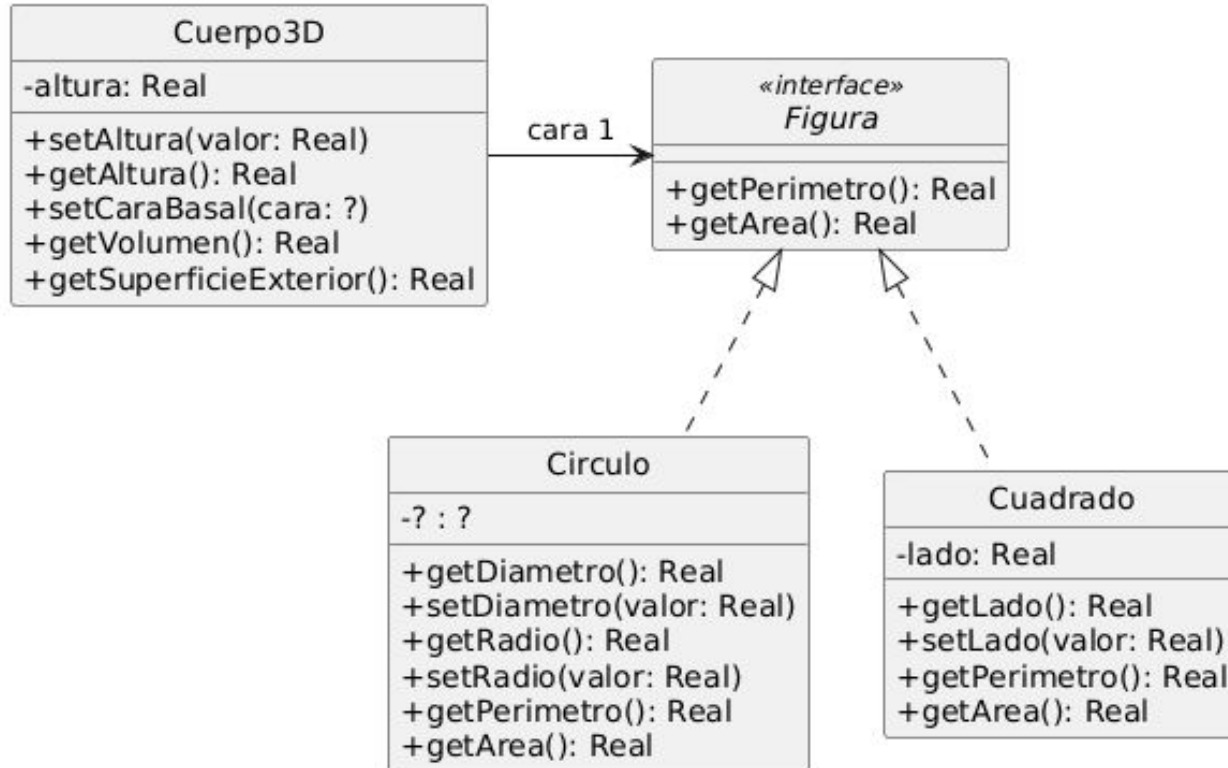 Cuerpo3D
-altura: Real
+setAltura(valor: Real)
+getAltura(): Real
+setCaraBasal(cara: ?)
+getVolumen(): Real
+getSuperficieExterior(): Real
cara 1
«interface»
Figura
+getPerimetro(): Real
+getArea(): Real
Circulo
-? : ?
+getDiametro(): Real
+setDiametro(valor: Real)
+getRadio(): Real
+setRadio(valor: Real)
+getPerimetro(): Real
+getArea(): Real
Cuadrado
-lado: Real
+getLado(): Real
+setLado(valor: Real)
+getPerimetro(): Real
+getArea(): Real